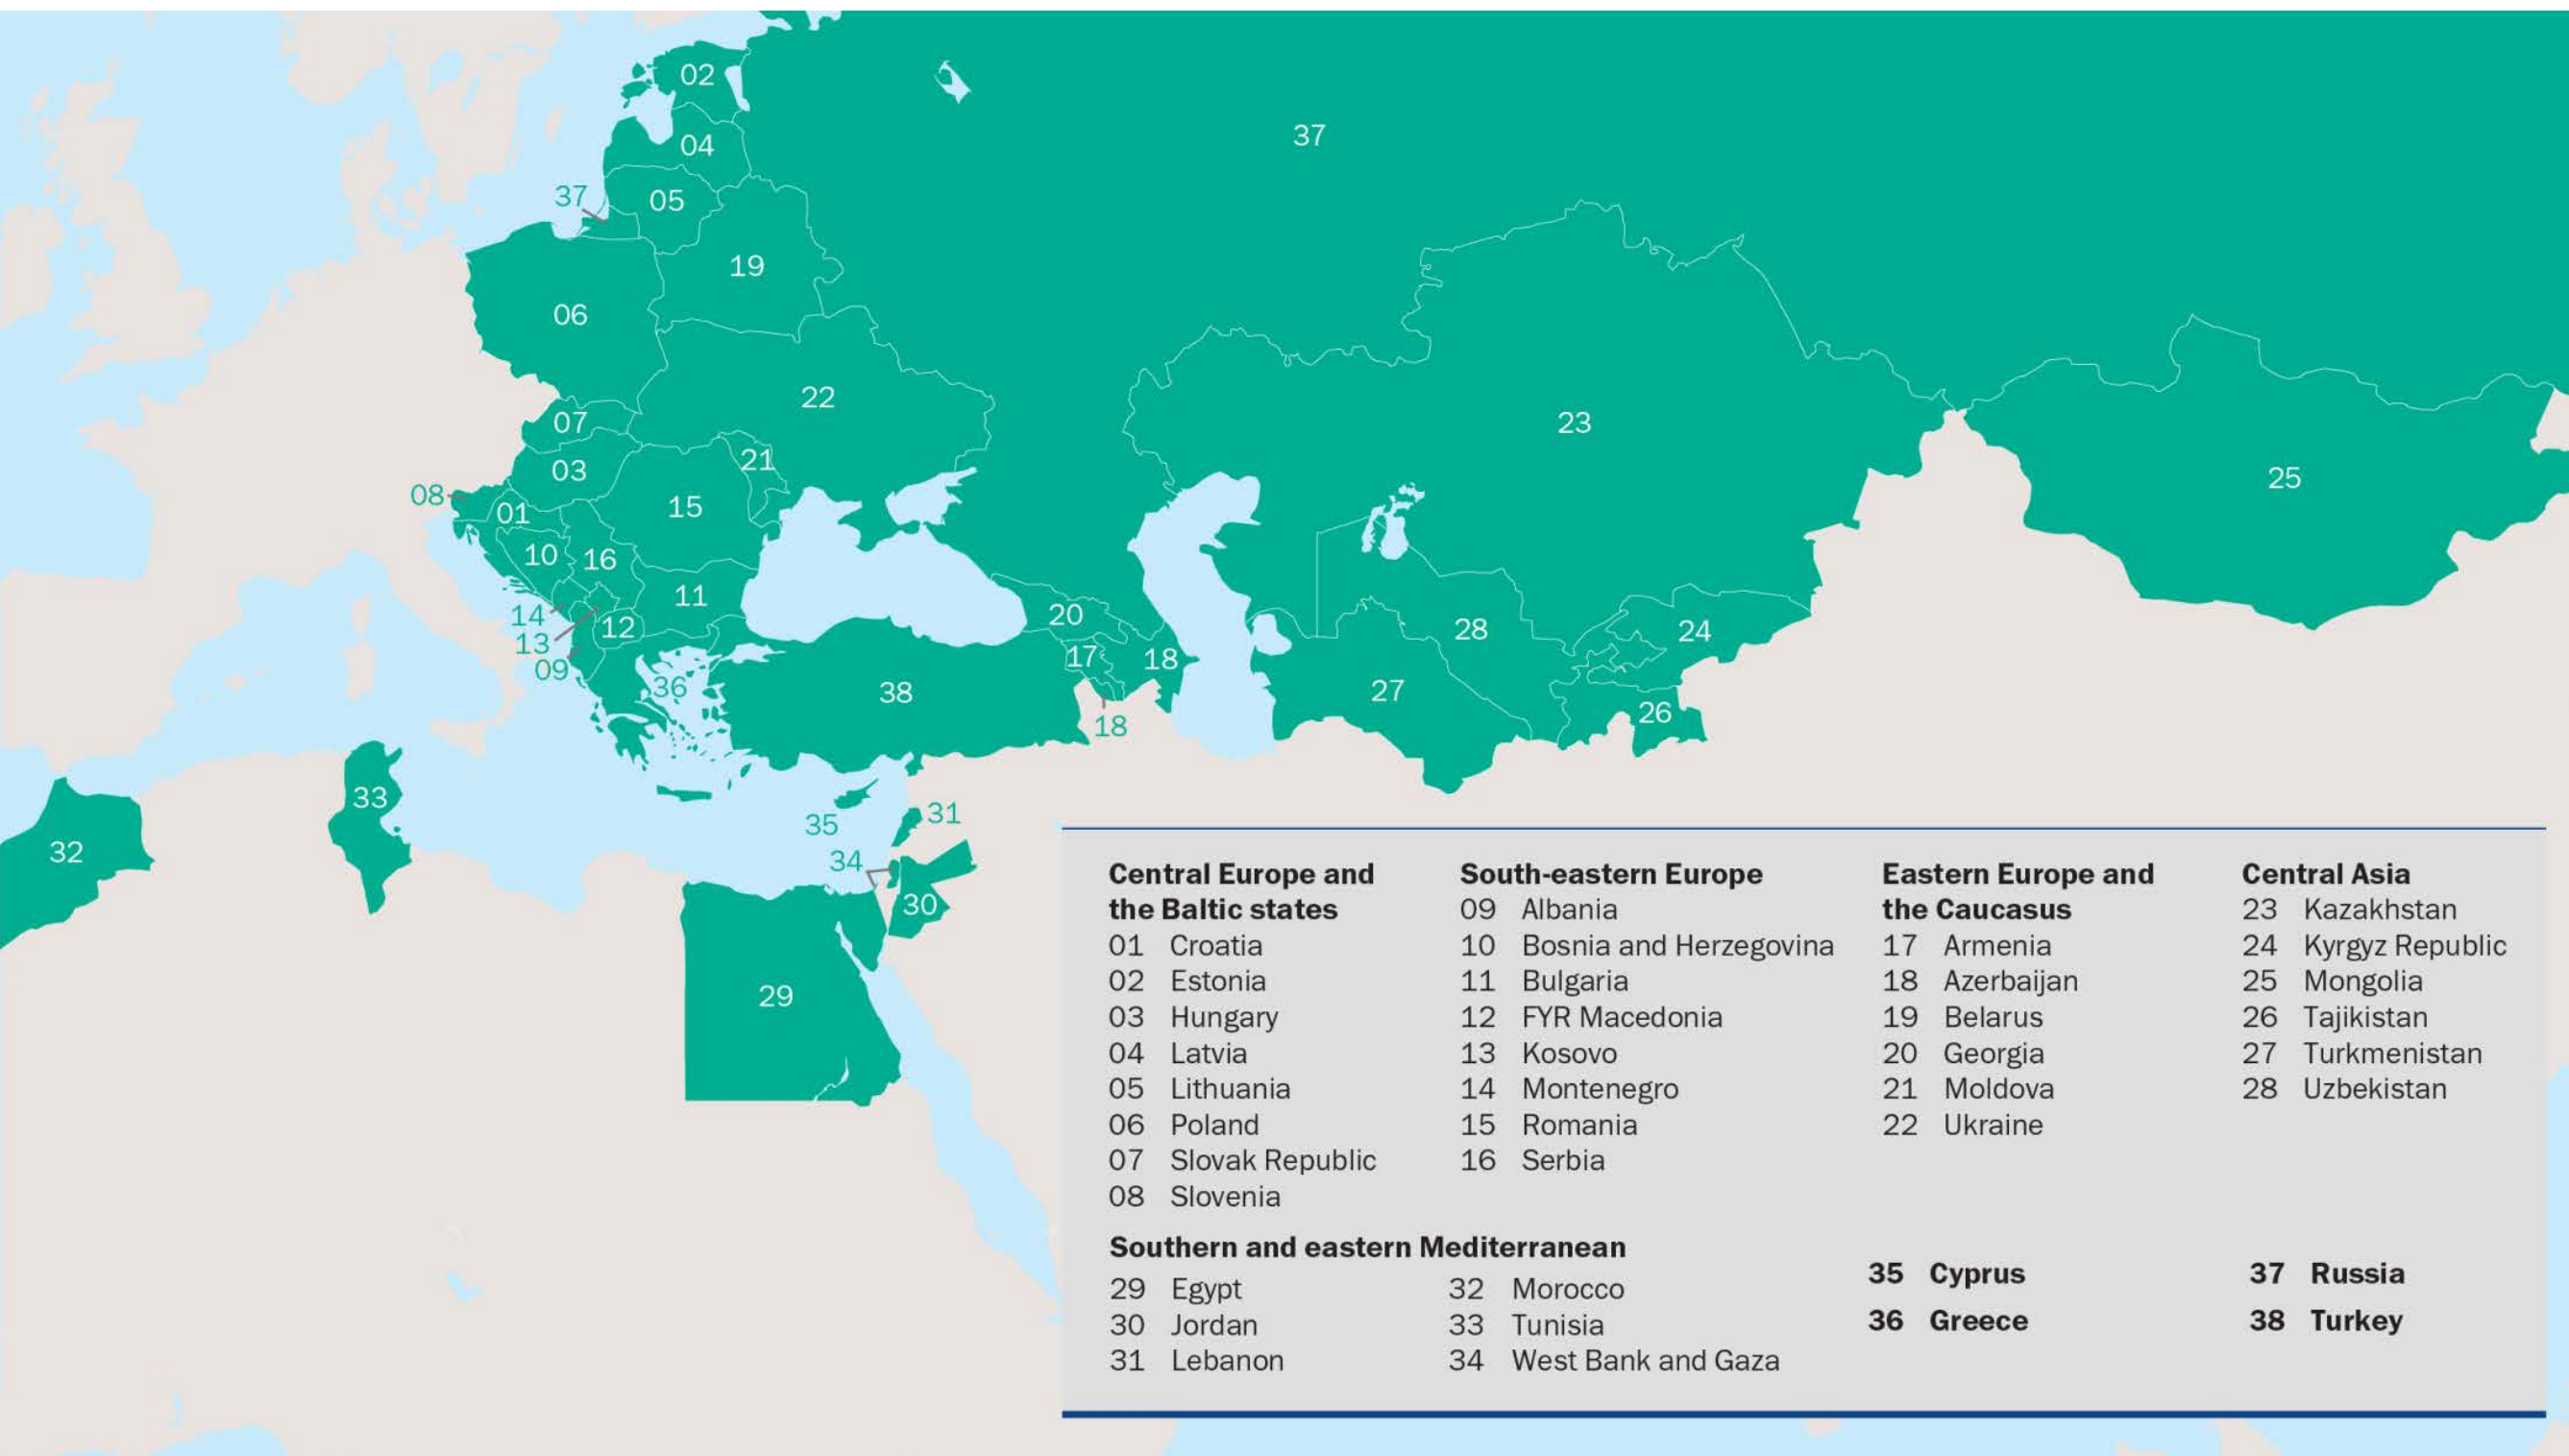 02
37
04
37
05
19
06
22
07
23
21
03
25
08
15
01
10
16
11
14
20
12
28
24
13
17
18
09
36
38
27
26
18
33
31
35
32
34
30
29
Central Europe and
the Baltic states
01 Croatia
02 Estonia
03 Hungary
04 Latvia
05 Lithuania
06 Poland
07 Slovak Republic
08 Slovenia
South-eastern Europe
09 Albania
10 Bosnia and Herzegovina
11 Bulgaria
12 FYR Macedonia
13 Kosovo
14 Montenegro
15 Romania
16 Serbia
Eastern Europe and
the Caucasus
17 Armenia
18 Azerbaijan
19 Belarus
20 Georgia
21 Moldova
22 Ukraine
Central Asia
23 Kazakhstan
24 Kyrgyz Republic
25 Mongolia
26 Tajikistan
27 Turkmenistan
28 Uzbekistan
Southern and eastern Mediterranean
29 Egypt
30 Jordan
31 Lebanon
32 Morocco
33 Tunisia
34 West Bank and Gaza
35 Cyprus
36 Greece
37 Russia
38 Turkey